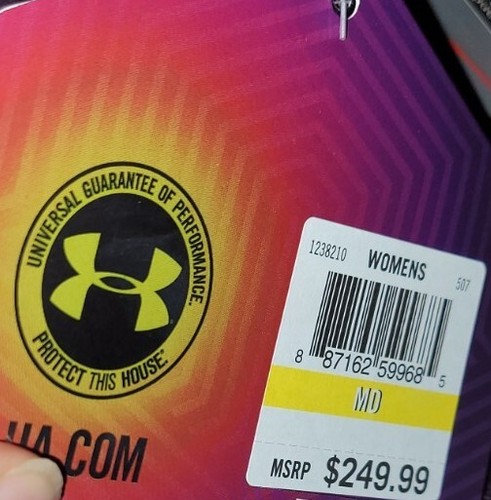 UNIVERSAL GUARANTEE OF PERFORMANCE.
PROTECT THIS HOUSE.
UA.COM
1238210 WOMENS 507
8 87162 59968 5
MD
MSRP $249.99